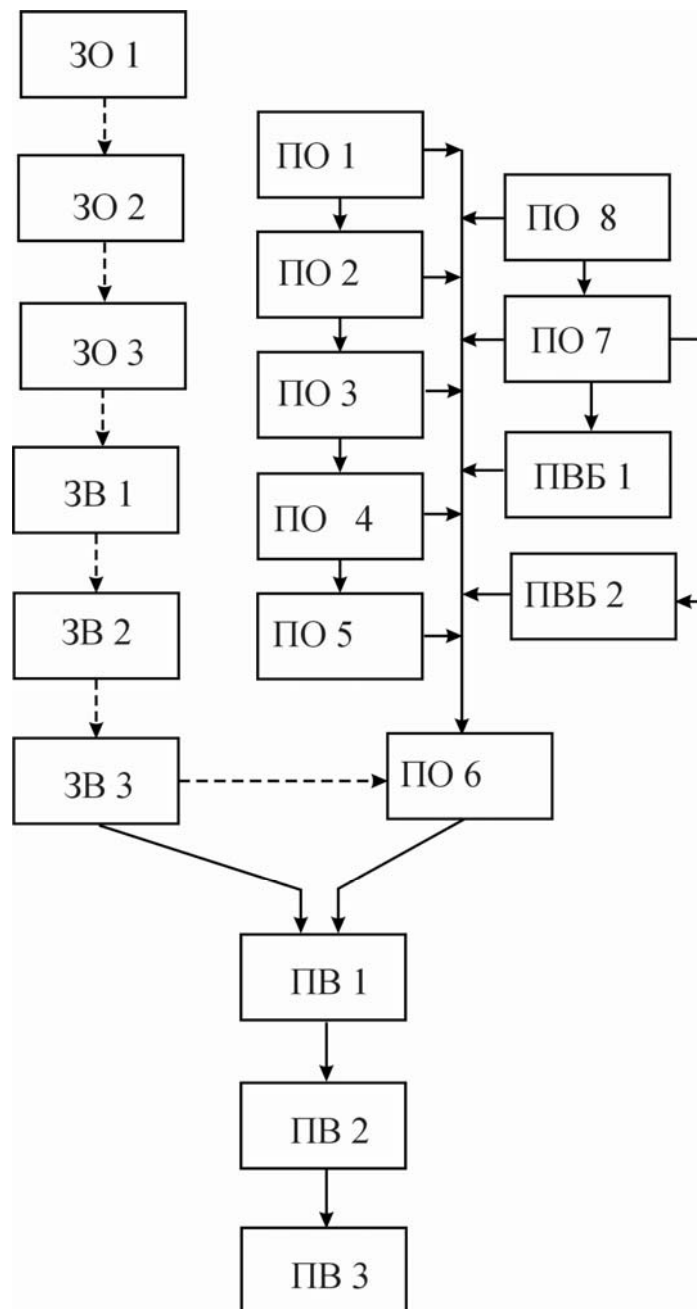 ЗО 1
ЗО 2
ЗО 3
ЗВ 1
ЗВ 2
ЗВ 3
ПО 1
ПО 2
ПО 3
ПО 4
ПО 5
ПО 8
ПО 7
ПВБ 1
ПВБ 2
ПО 6
ПВ 1
ПВ 2
ПВ 3